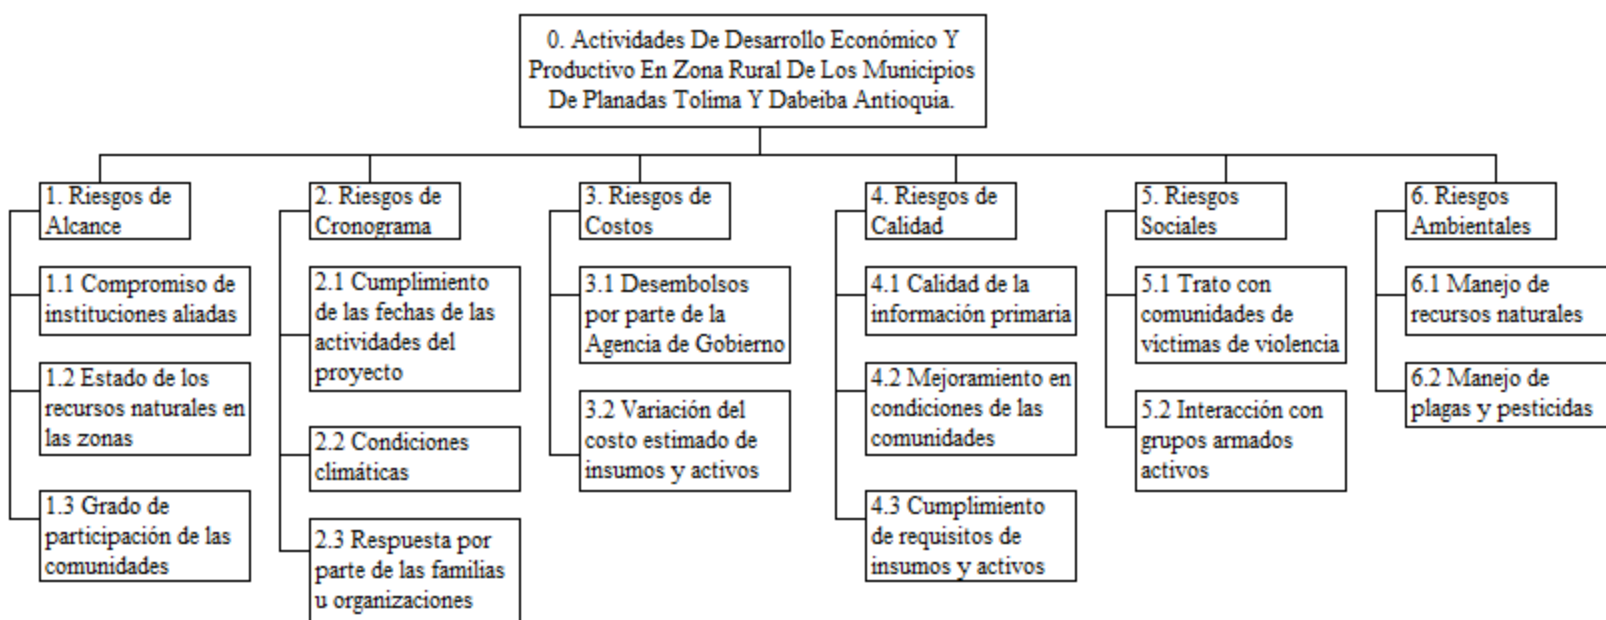 0. Actividades De Desarrollo Económico Y
Productivo En Zona Rural De Los Municipios
De Planadas Tolima Y Dabeiba Antioquia.
1. Riesgos de
Alcance
1.1 Compromiso de
instituciones aliadas
1.2 Estado de los
recursos naturales en
las zonas
1.3 Grado de
participación de las
comunidades
2. Riesgos de
Cronograma
2.1 Cumplimiento
de las fechas de las
actividades del
proyecto
2.2 Condiciones
climáticas
2.3 Respuesta por
parte de las familias
u organizaciones
3. Riesgos de
Costos
3.1 Desembolsos
por parte de la
Agencia de Gobierno
3.2 Variación del
costo estimado de
insumos y activos
4. Riesgos de
Calidad
4.1 Calidad de la
información primaria
4.2 Mejoramiento en
condiciones de las
comunidades
4.3 Cumplimiento
de requisitos de
insumos y activos
5. Riesgos
Sociales
5.1 Trato con
comunidades de
victimas de violencia
5.2 Interacción con
grupos armados
activos
6. Riesgos
Ambientales
6.1 Manejo de
recursos naturales
6.2 Manejo de
plagas y pesticidas